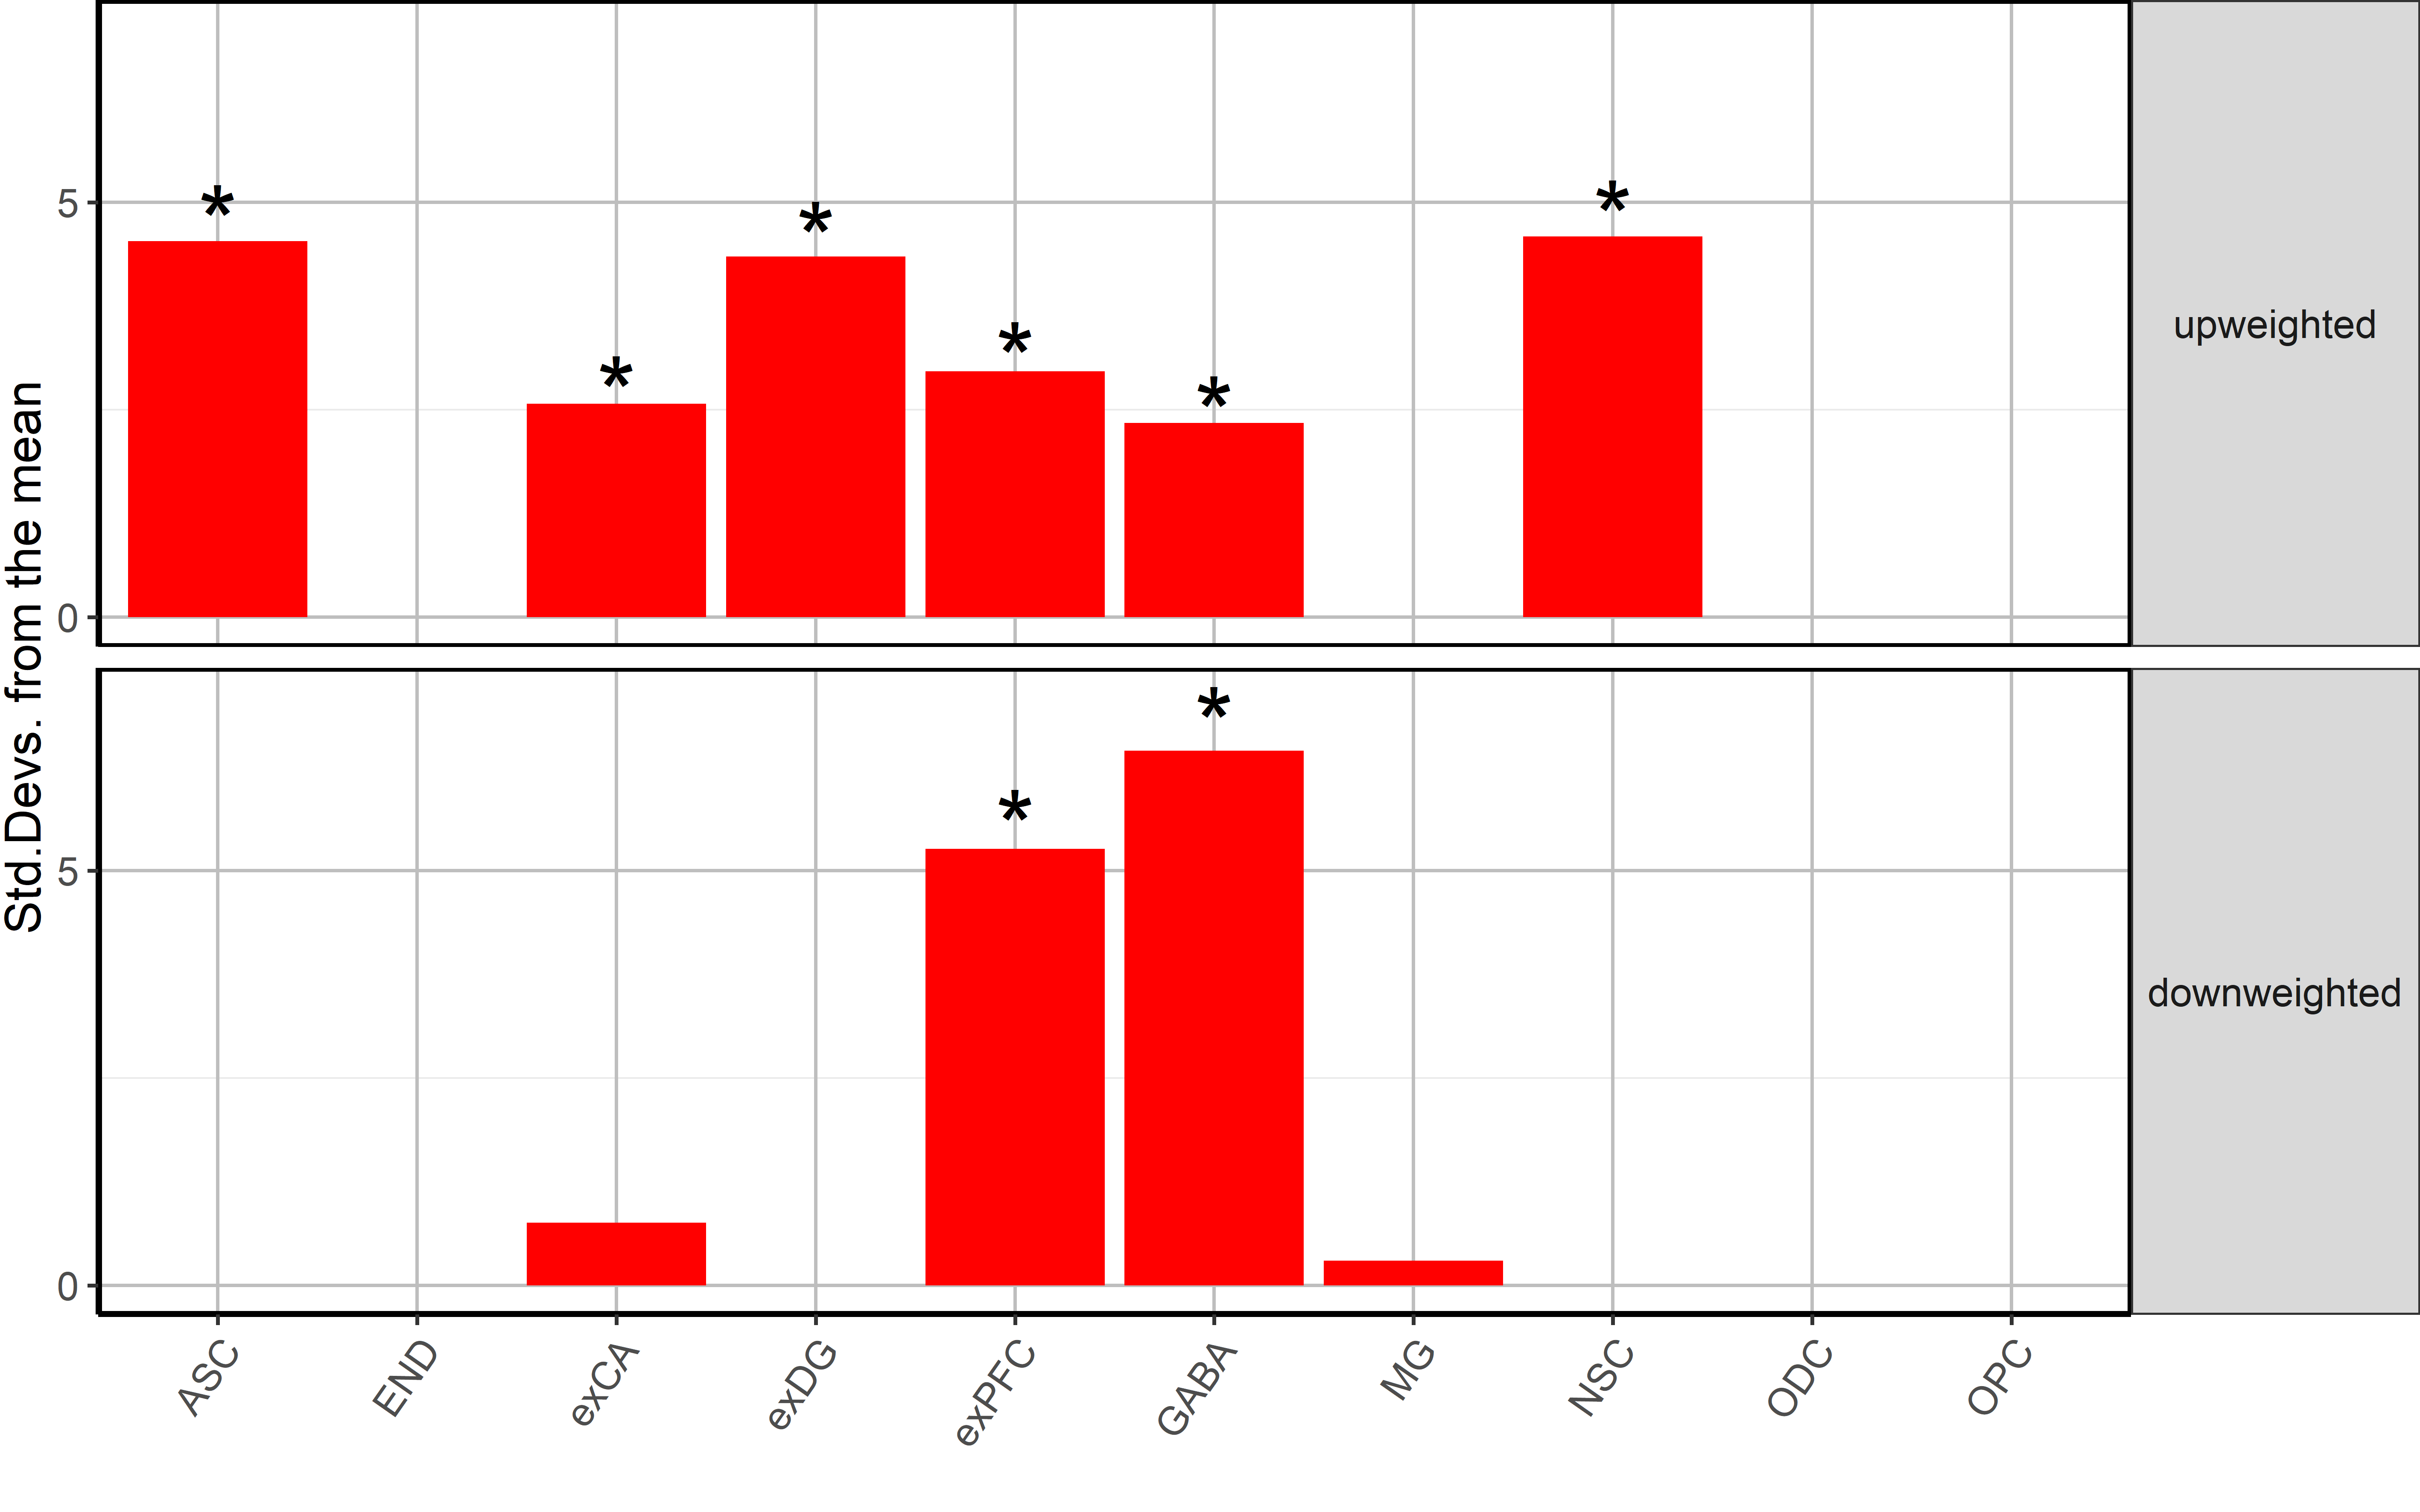 Std.Devs. from the mean
5
*
*
*
*
*
*
0
upweighted
*
*
5
0
downweighted
ASC
END
exCA
exDG
exPFC
GABA
MG
NSC
ODC
OPC